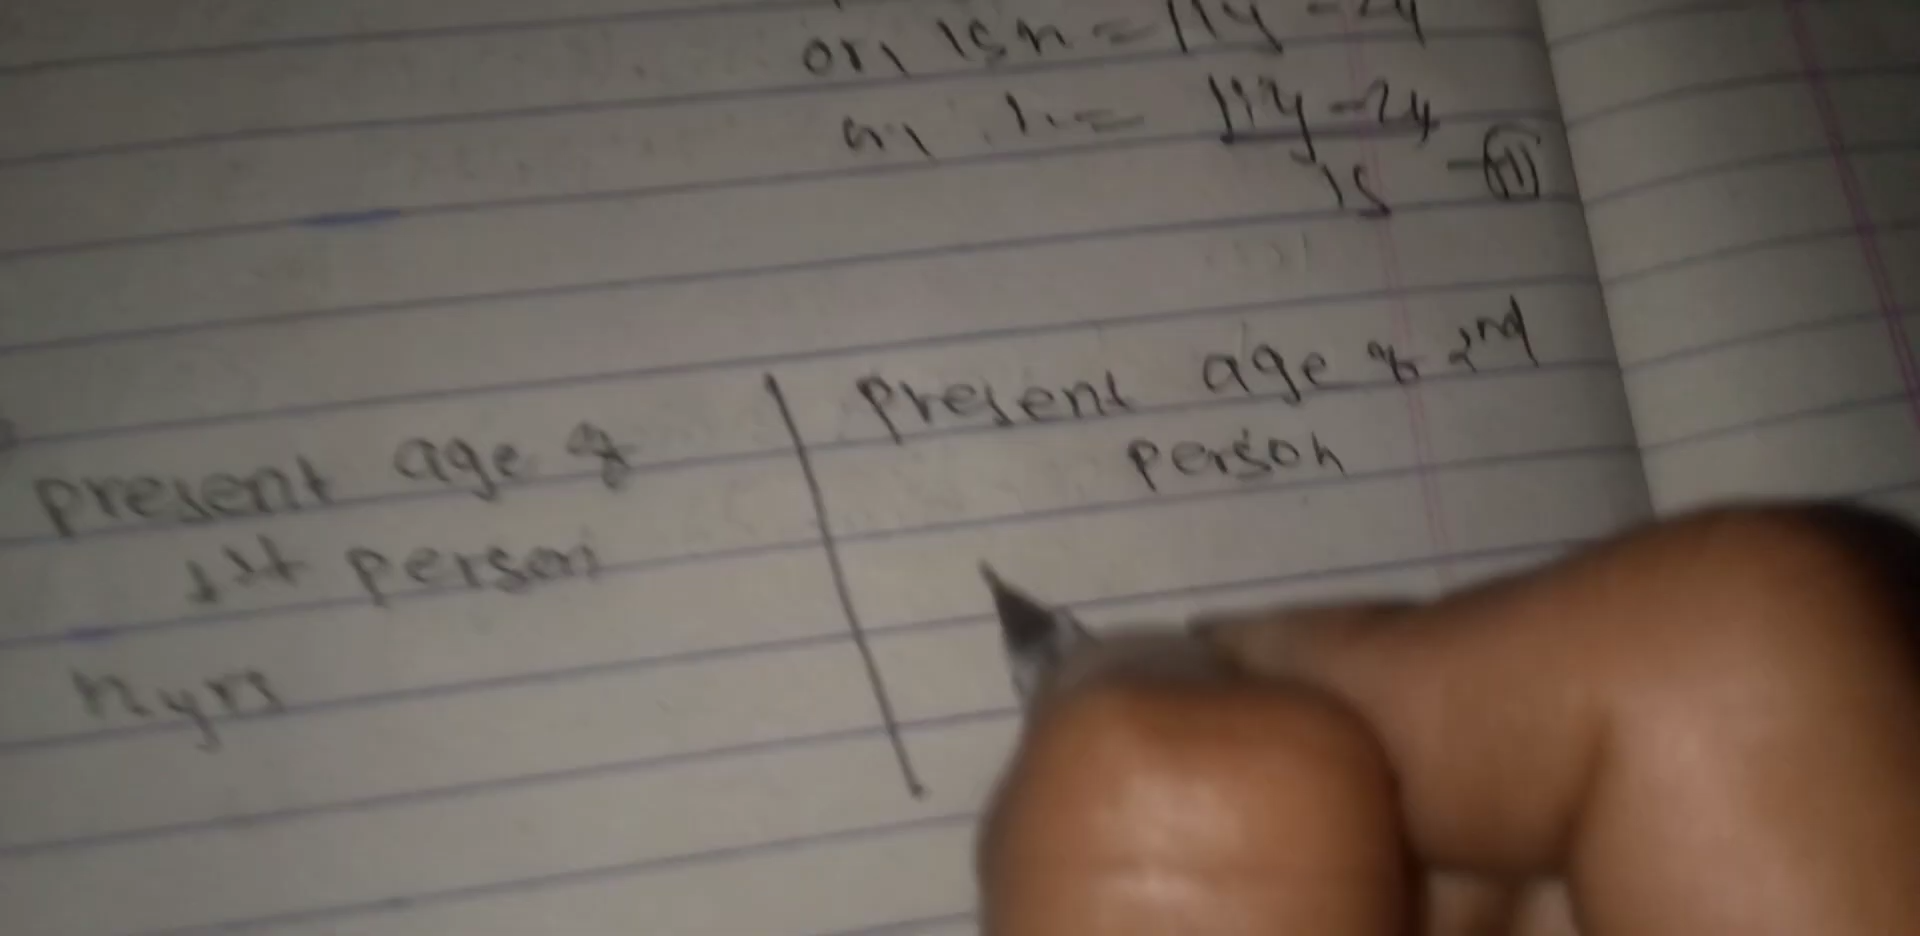 or, 15x = 11y - 24
or, x = 11y - 24
15 - (ii)
Present age of 2nd
person
present age of
1st person
x yrs